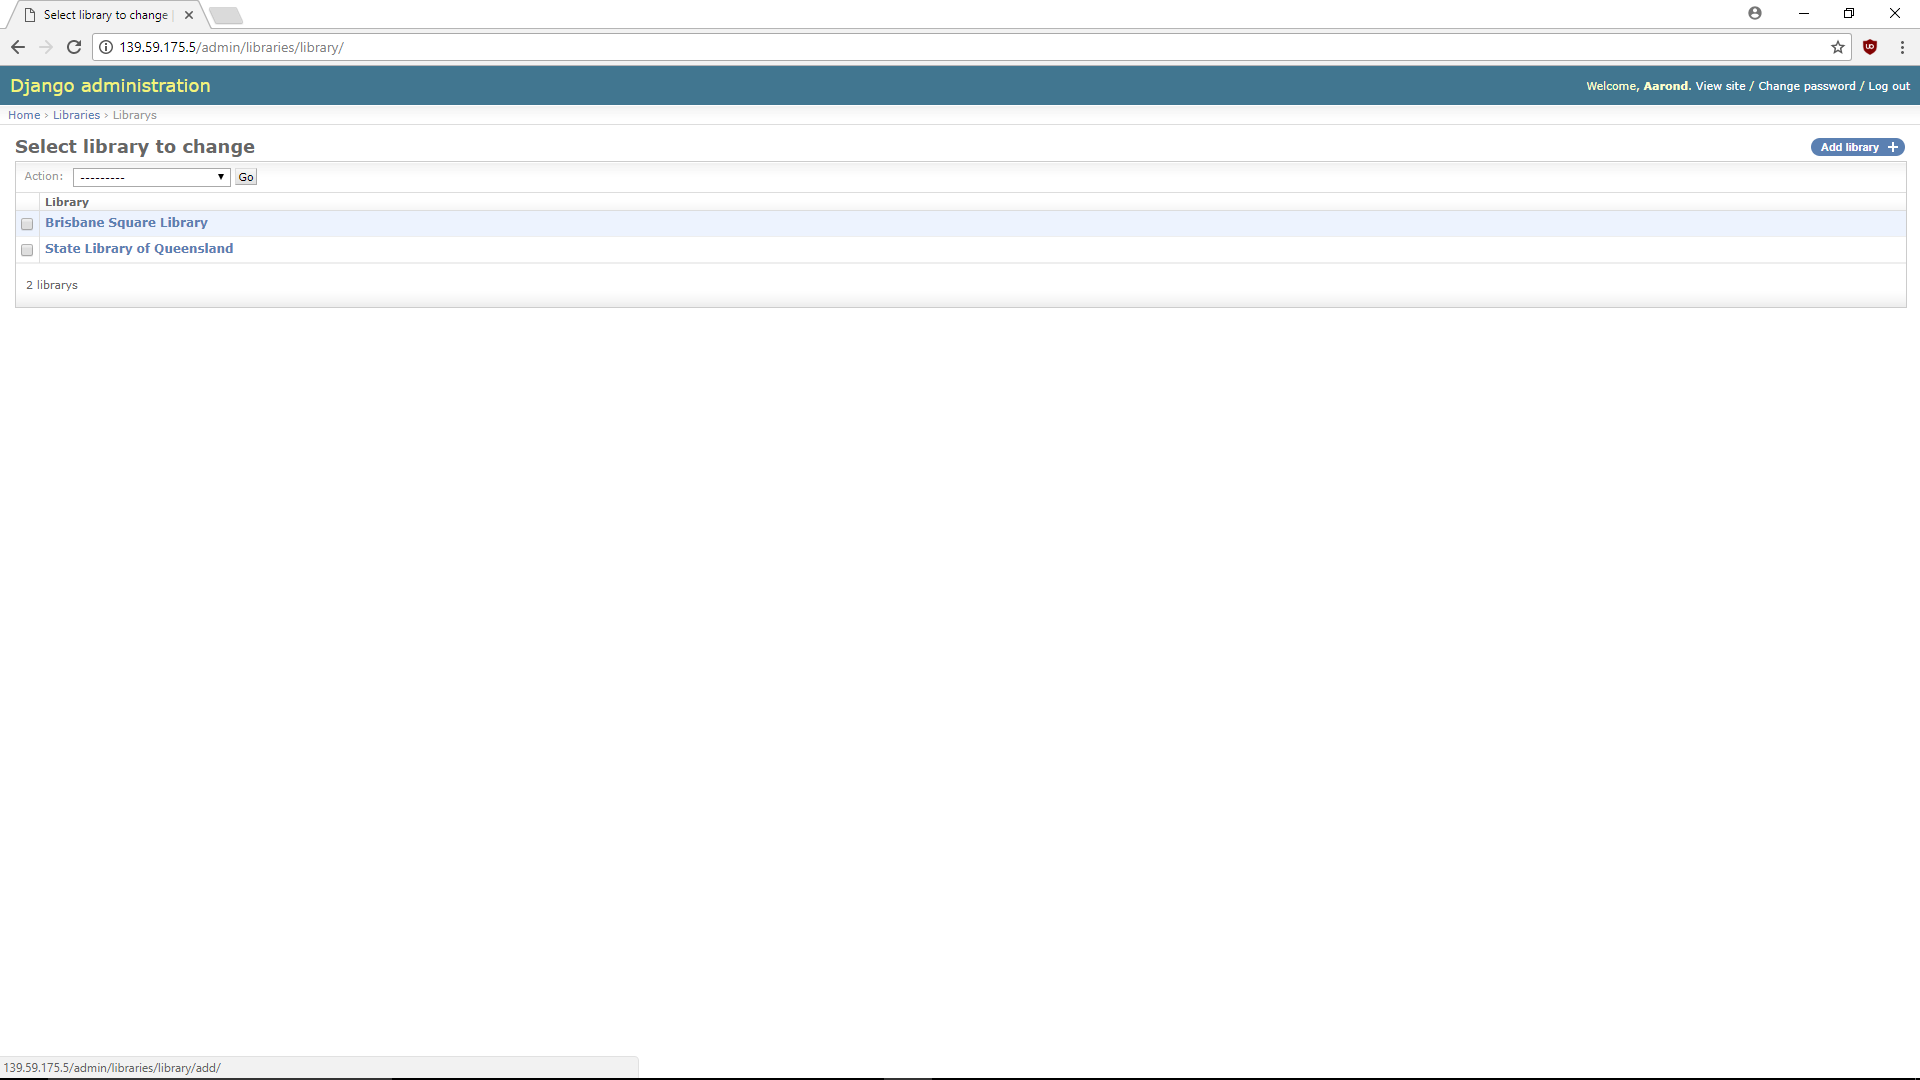 Select library to change
139.59.175.5/admin/libraries/library/
Django administration
Welcome, Aarond. View site / Change password / Log out
Home › Libraries › Librarys
Select library to change
Add library +
Action: --------- Go
Library
Brisbane Square Library
State Library of Queensland
2 librarys
139.59.175.5/admin/libraries/library/add/